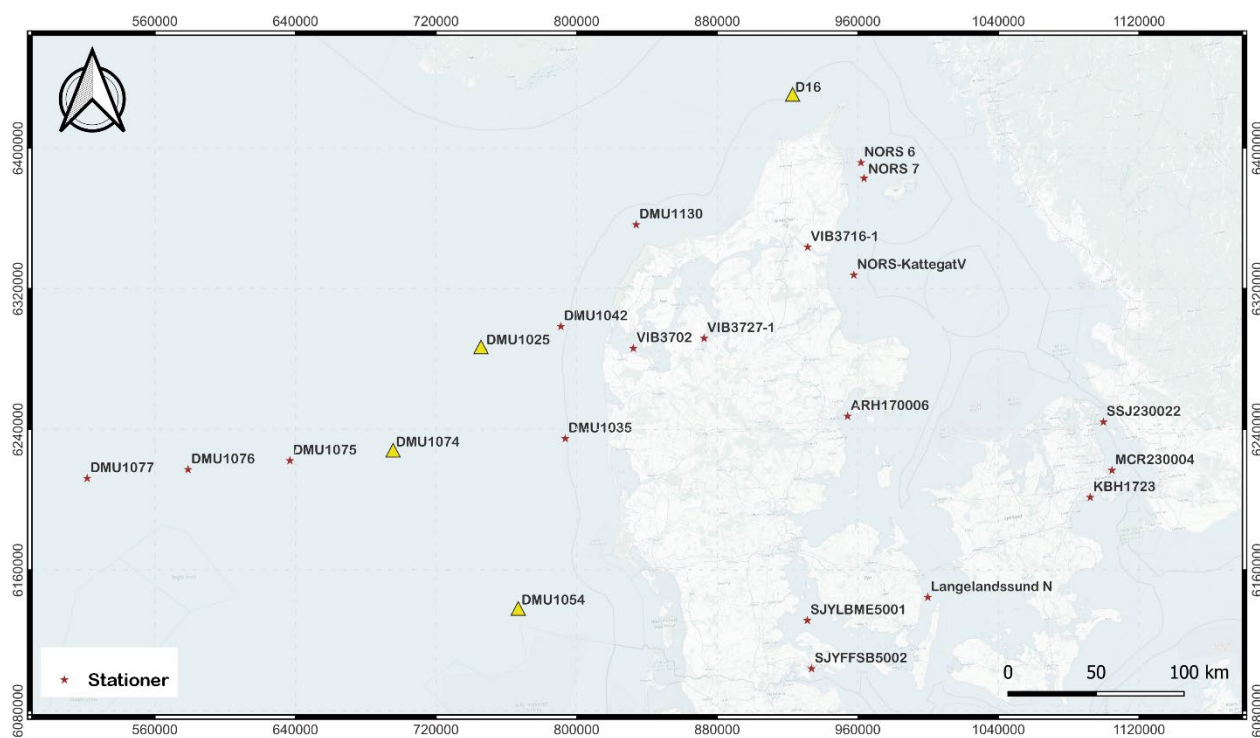 560000
640000
720000
800000
880000
960000
1040000
1120000
D16
6400000
6400000
NORS 6
NORS 7
DMU1130
VIB3716-1
NORS-KattegatV
6320000
6320000
DMU1042
DMU1025
VIB3702
VIB3727-1
ARH170006
SSJ230022
6240000
6240000
DMU1035
DMU1074
DMU1075
DMU1076
DMU1077
MCR230004
KBH1723
6160000
6160000
Langelandssund N
DMU1054
SJYLBME5001
SJYFFSB5002
Stationer
0
50
100 km
6080000
6080000
560000
640000
720000
800000
880000
960000
1040000
1120000